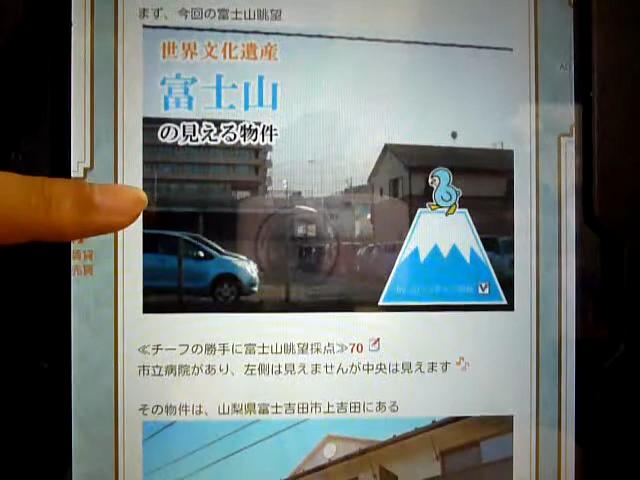 まず、今回の富士山眺望
世界文化遺産
富士山
の見える物件
賃貸
売買
≪チーフの勝手に富士山眺望採点≫70
市立病院があり、左側は見えませんが中央は見えます
その物件は、山梨県富士吉田市上吉田にある